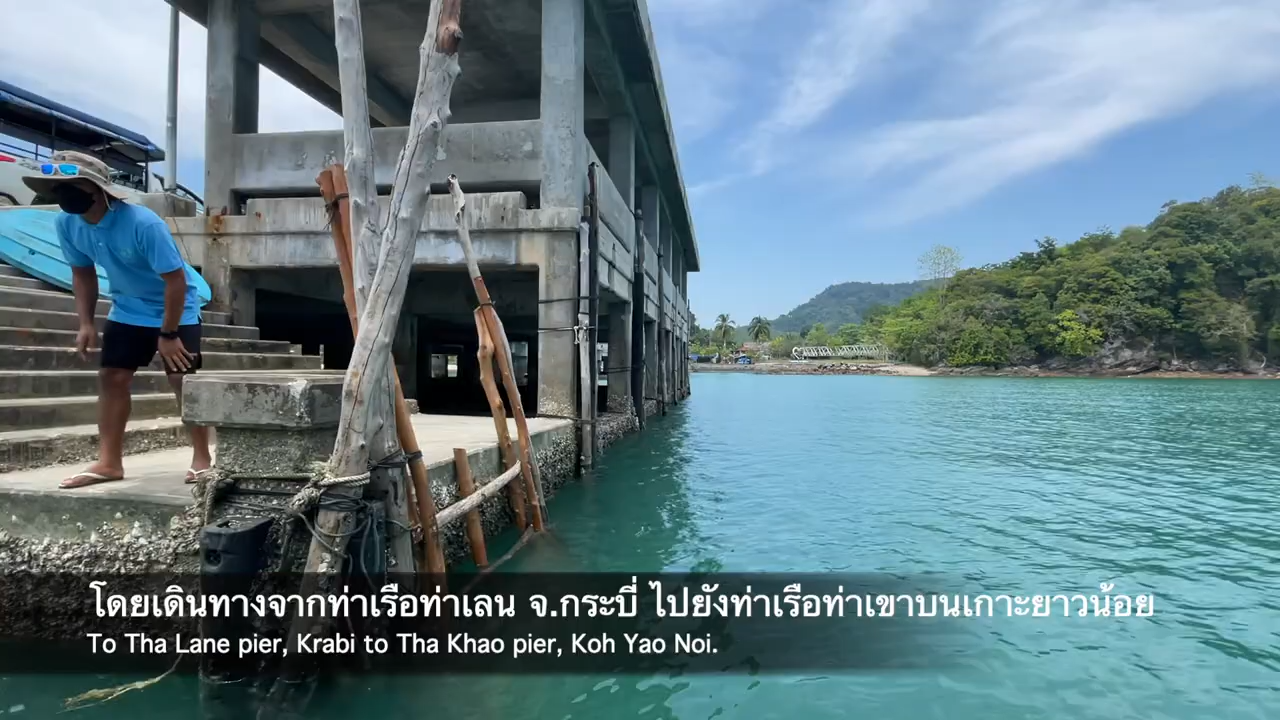 โดยเดินทางจากท่าเรือท่าเลน จ.กระบี่ ไปยังท่าเรือท่าเขาบนเกาะยาวน้อย
To Tha Lane pier, Krabi to Tha Khao pier, Koh Yao Noi.